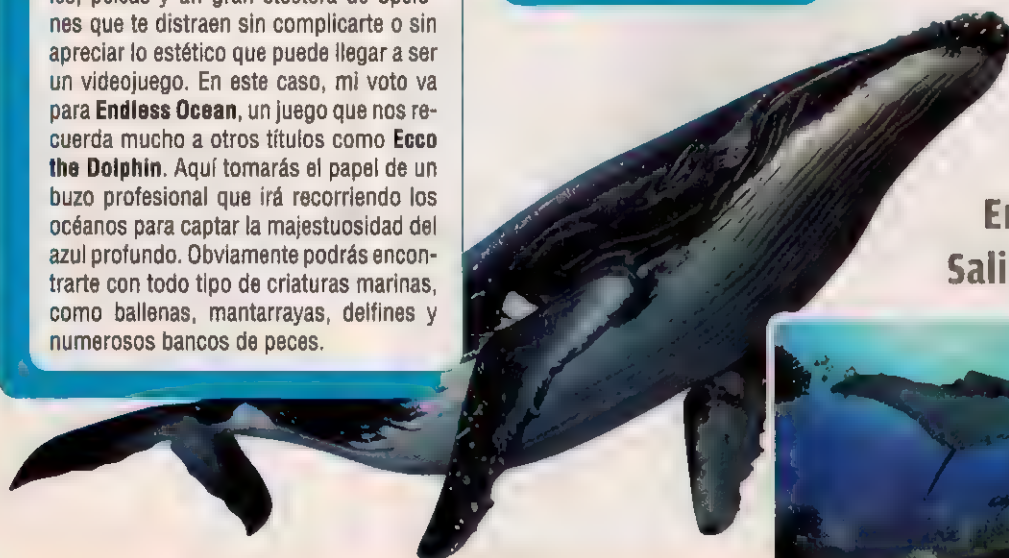 nes que te distraen sin complicarte o sin
apreciar lo estético que puede llegar a ser
un videojuego. En este caso, mi voto va
para Endless Ocean, un juego que nos re-
cuerda mucho a otros títulos como Ecco
the Dolphin. Aquí tomarás el papel de un
buzo profesional que irá recorriendo los
océanos para captar la majestuosidad del
azul profundo. Obviamente podrás encon-
trarte con todo tipo de criaturas marinas,
como ballenas, mantarrayas, delfines y
numerosos bancos de peces.